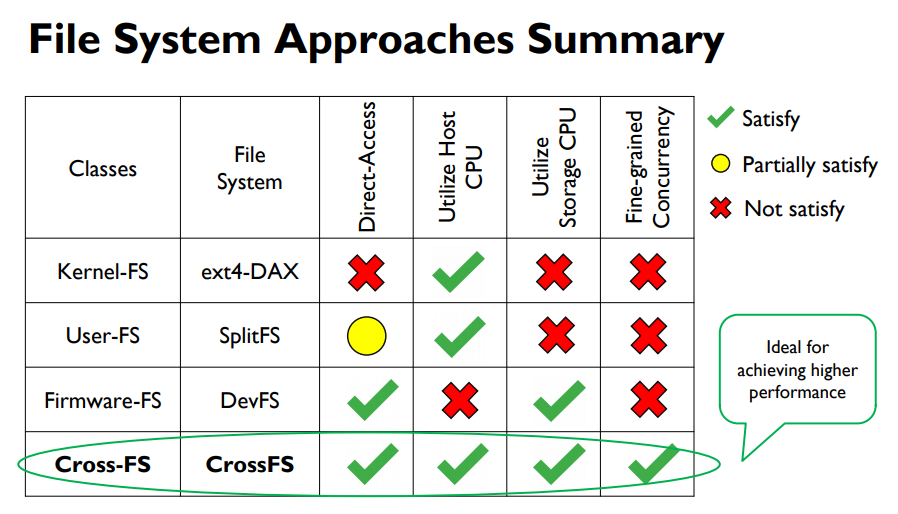 File System Approaches Summary
Classes
File
System
Direct-Access
Utilize Host
CPU
Utilize
Storage CPU
Fine-grained
Concurrency
Satisfy
Partially satisfy
Not satisfy
Kernel-FS
ext4-DAX
User-FS
SplitFS
Firmware-FS
DevFS
Cross-FS
CrossFS
Ideal for
achieving higher
performance